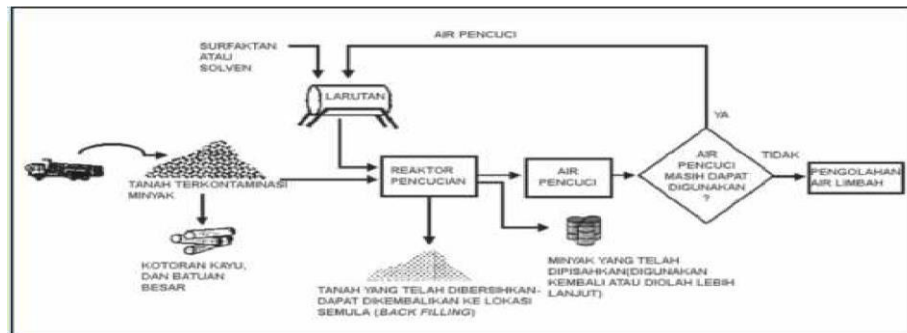 AIR PENCUCI
SURFAKTAN
ATAU
SOLVEN
LARUTAN
YA
TANAH TERKONTAMINASI
MINYAK
REAKTOR
PENCUCIAN
AIR
PENCUCI
AIR
PENCUCI
MASIH DAPAT
DIGUNAKAN
?
TIDAK
PENGOLAHAN
AIR LIMBAH
KOTORAN KAYU,
DAN BATUAN
BESAR
TANAH YANG TELAH DIBERSIHKAN-
DAPAT DIKEMBALIKAN KE LOKASI
SEMULA (BACK FILLING)
MINYAK YANG TELAH
DIPISAHKAN(DIGUNAKAN
KEMBALI ATAU DIOLAH LEBIH
LANJUT)